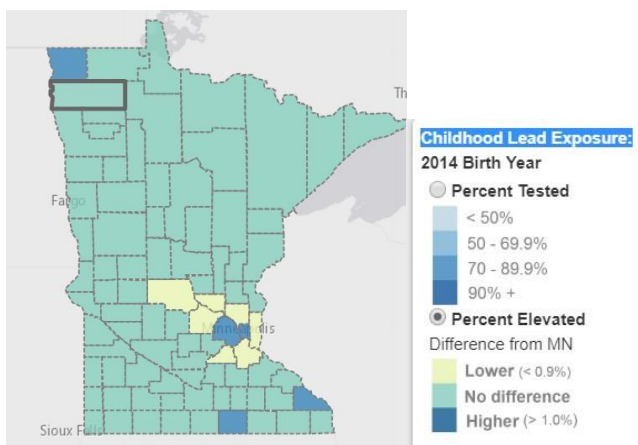 Th
Fargo
Minneapolis
Sioux Falls
Childhood Lead Exposure:
2014 Birth Year
Percent Tested
< 50%
50 - 69.9%
70 - 89.9%
90% +
Percent Elevated
Difference from MN
Lower (< 0.9%)
No difference
Higher (> 1.0%)